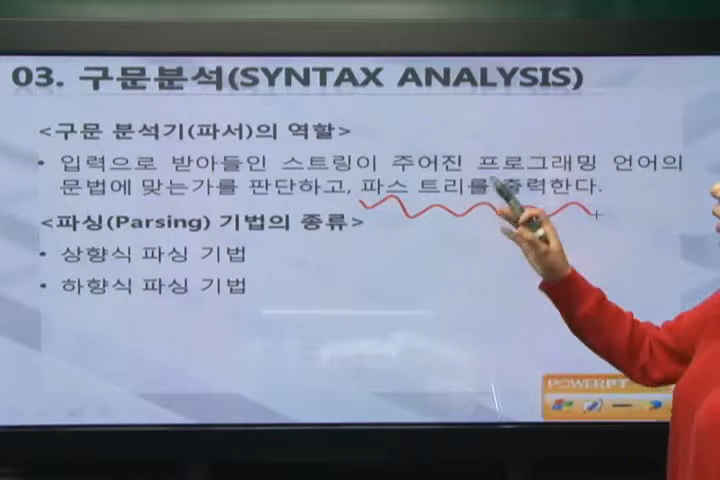 03. 구문분석(SYNTAX ANALYSIS)
<구문 분석기(파서)의 역할>
• 입력으로 받아들인 스트링이 주어진 프로그래밍 언어의
문법에 맞는가를 판단하고, 파스 트리를 출력한다.
<파싱(Parsing) 기법의 종류>
• 상향식 파싱 기법
• 하향식 파싱 기법
POWERPT